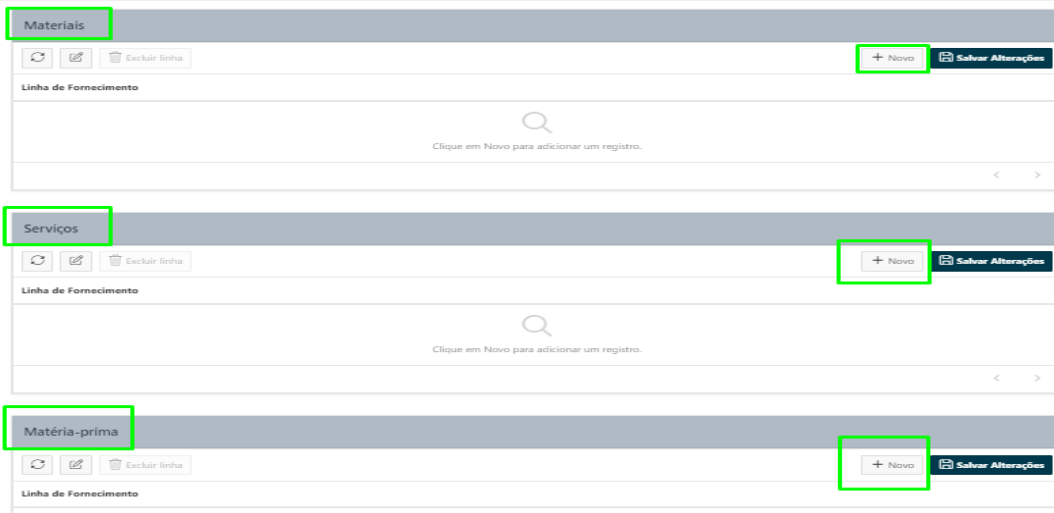 Materiais
Excluir linha + Novo Salvar Alterações
Linha de Fornecimento
Clique em Novo para adicionar um registro.
< >
Serviços
Excluir linha + Novo Salvar Alterações
Linha de Fornecimento
Clique em Novo para adicionar um registro.
< >
Matéria-prima
Excluir linha + Novo Salvar Alterações
Linha de Fornecimento